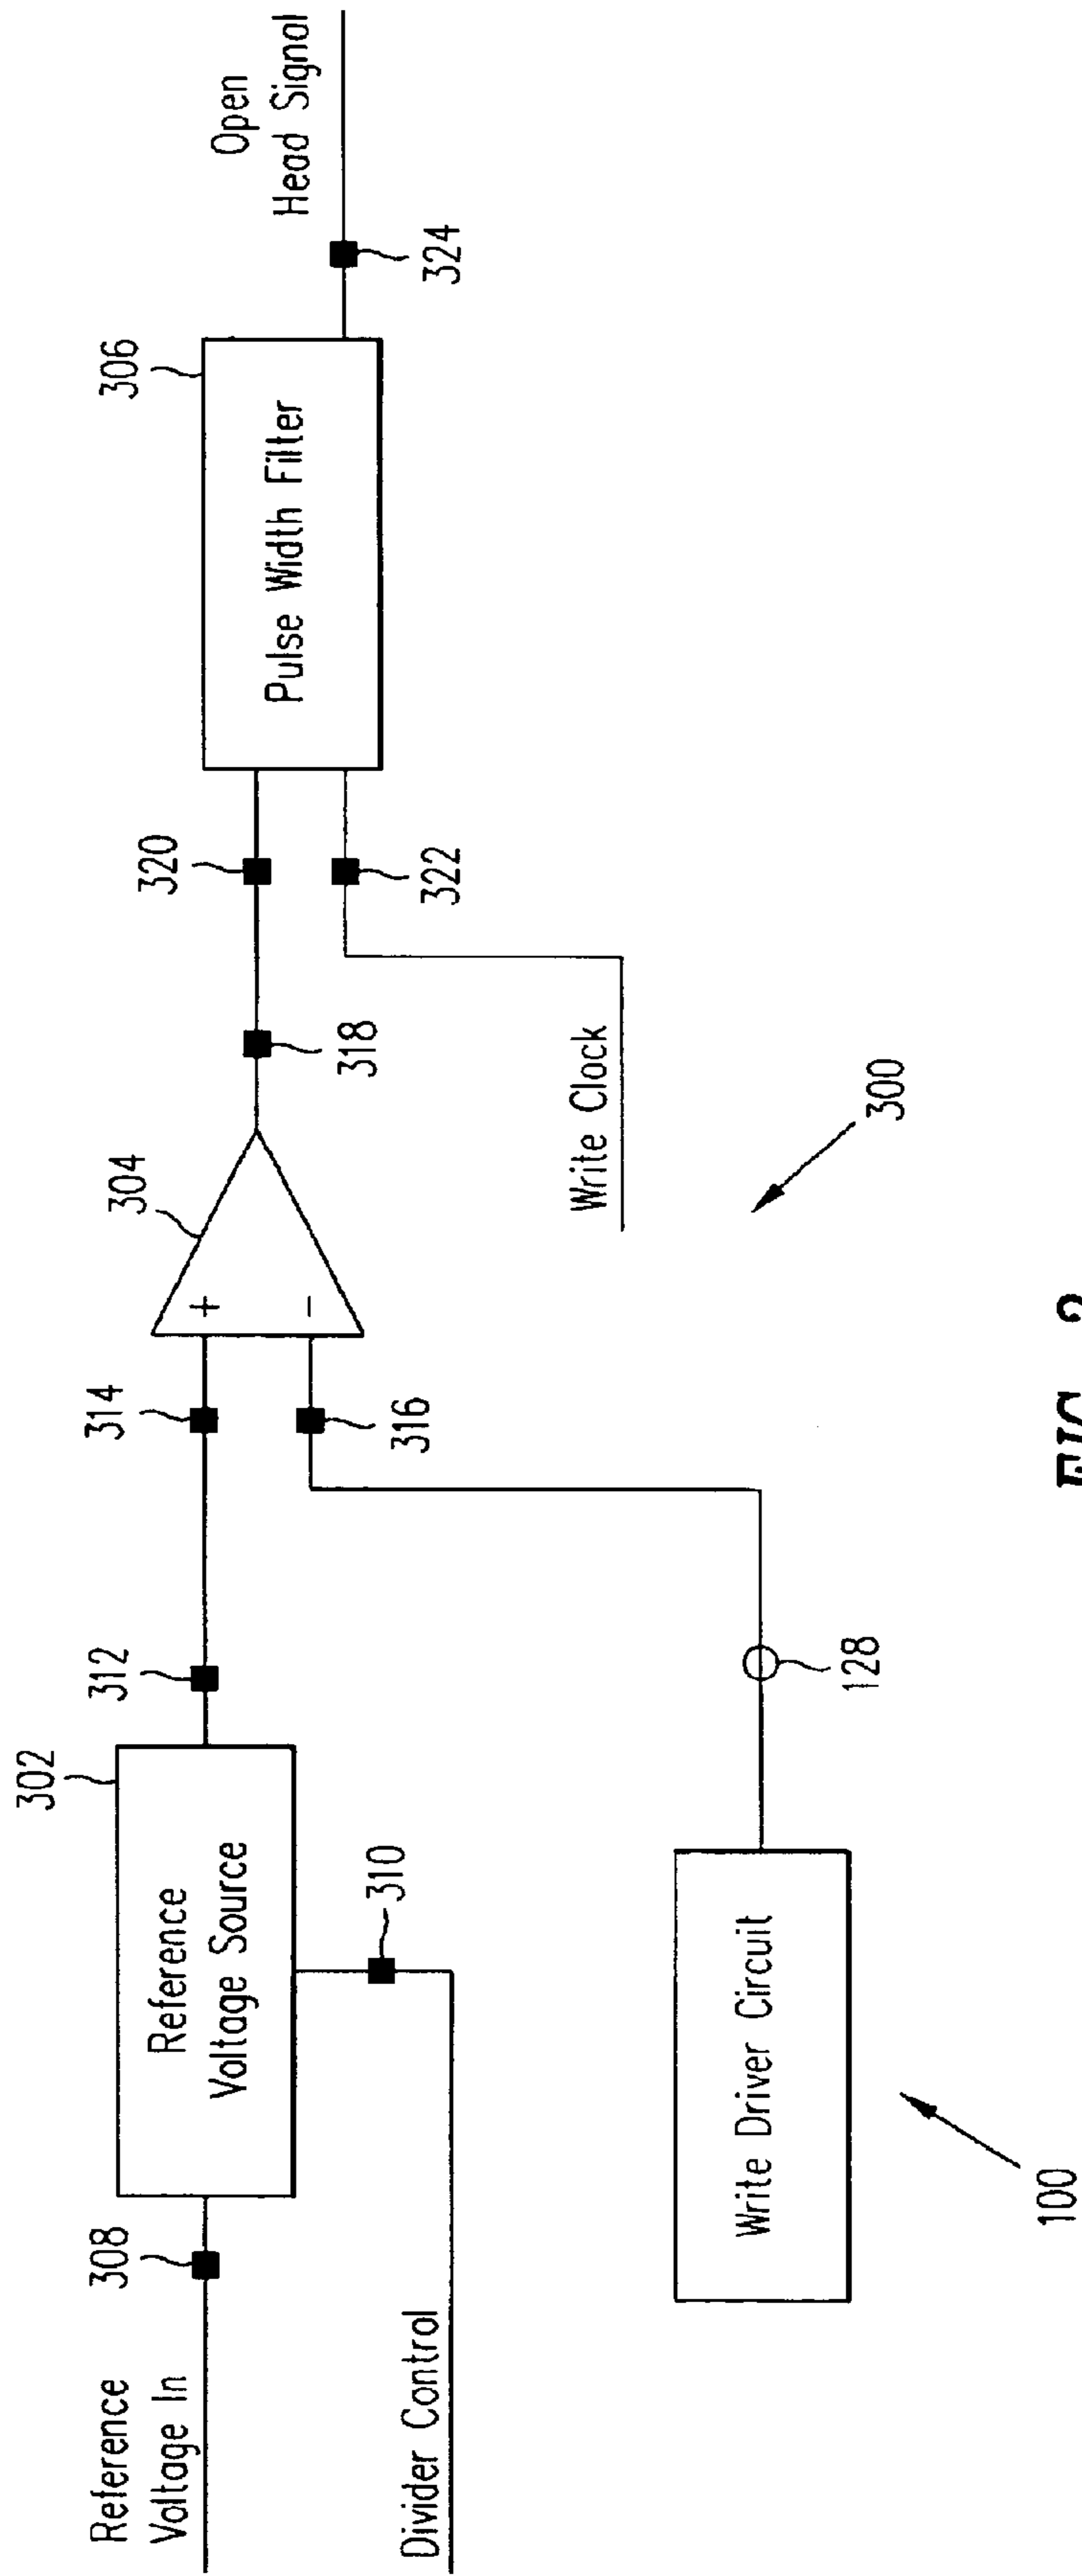 Reference
Voltage In
308
302
Reference
Voltage Source
312
314
304
+
−
318
320
306
Pulse Width Filter
Open
Head Signal
324
322
Write Clock
316
310
Divider Control
128
Write Driver Circuit
100
300
FIG.